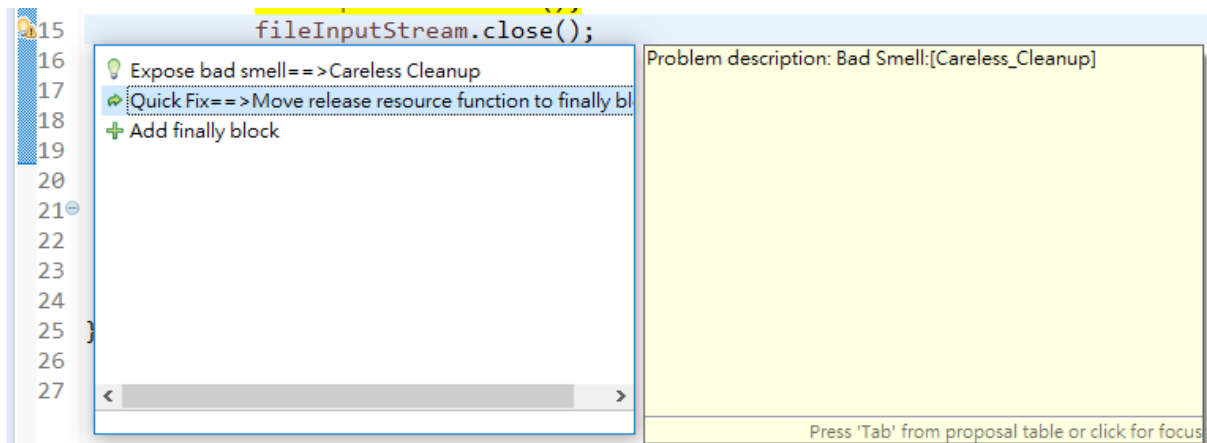 15 fileInputStream.close();
16
17
18
19
20
21
22
23
24
25 }
26
27
Expose bad smell==>Careless Cleanup
Quick Fix==>Move release resource function to finally bl
Add finally block
Problem description: Bad Smell:[Careless_Cleanup]
Press 'Tab' from proposal table or click for focus